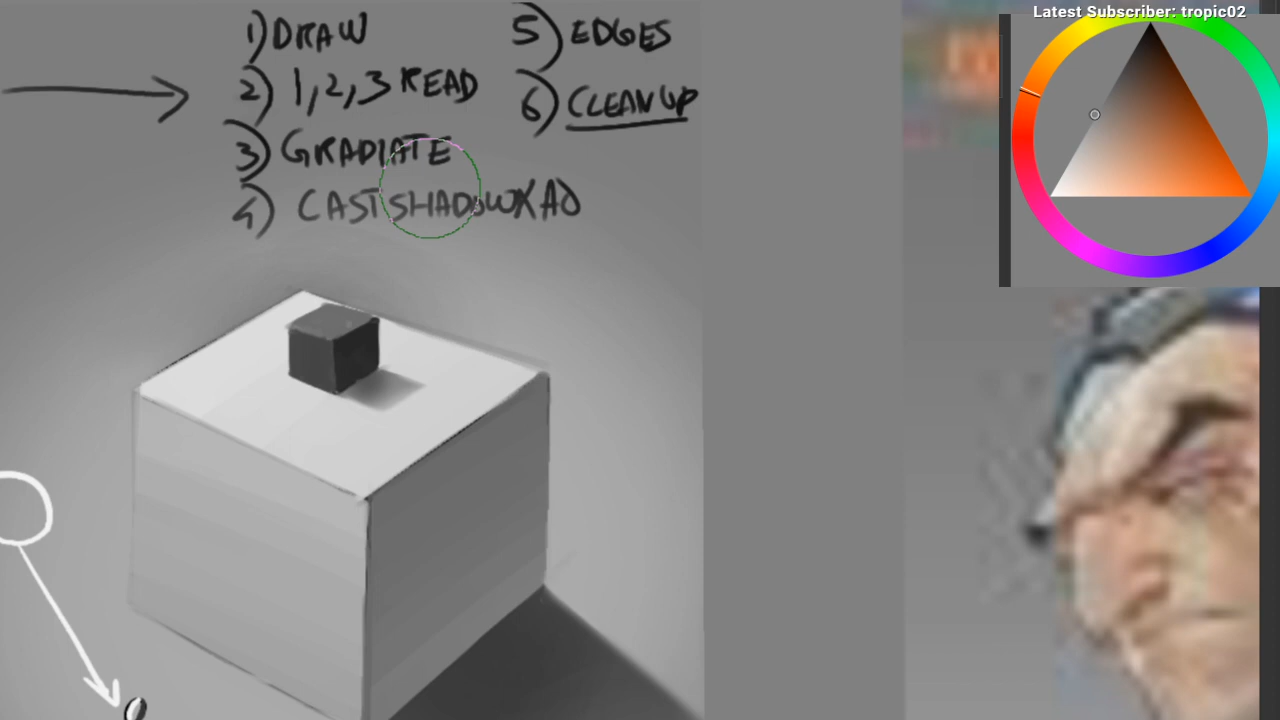 Latest Subscriber: tropic02
1) DRAW
2) 1,2,3 READ
3) GRADIATE
4) CAST SHADOW X AO
5) EDGES
6) CLEANUP